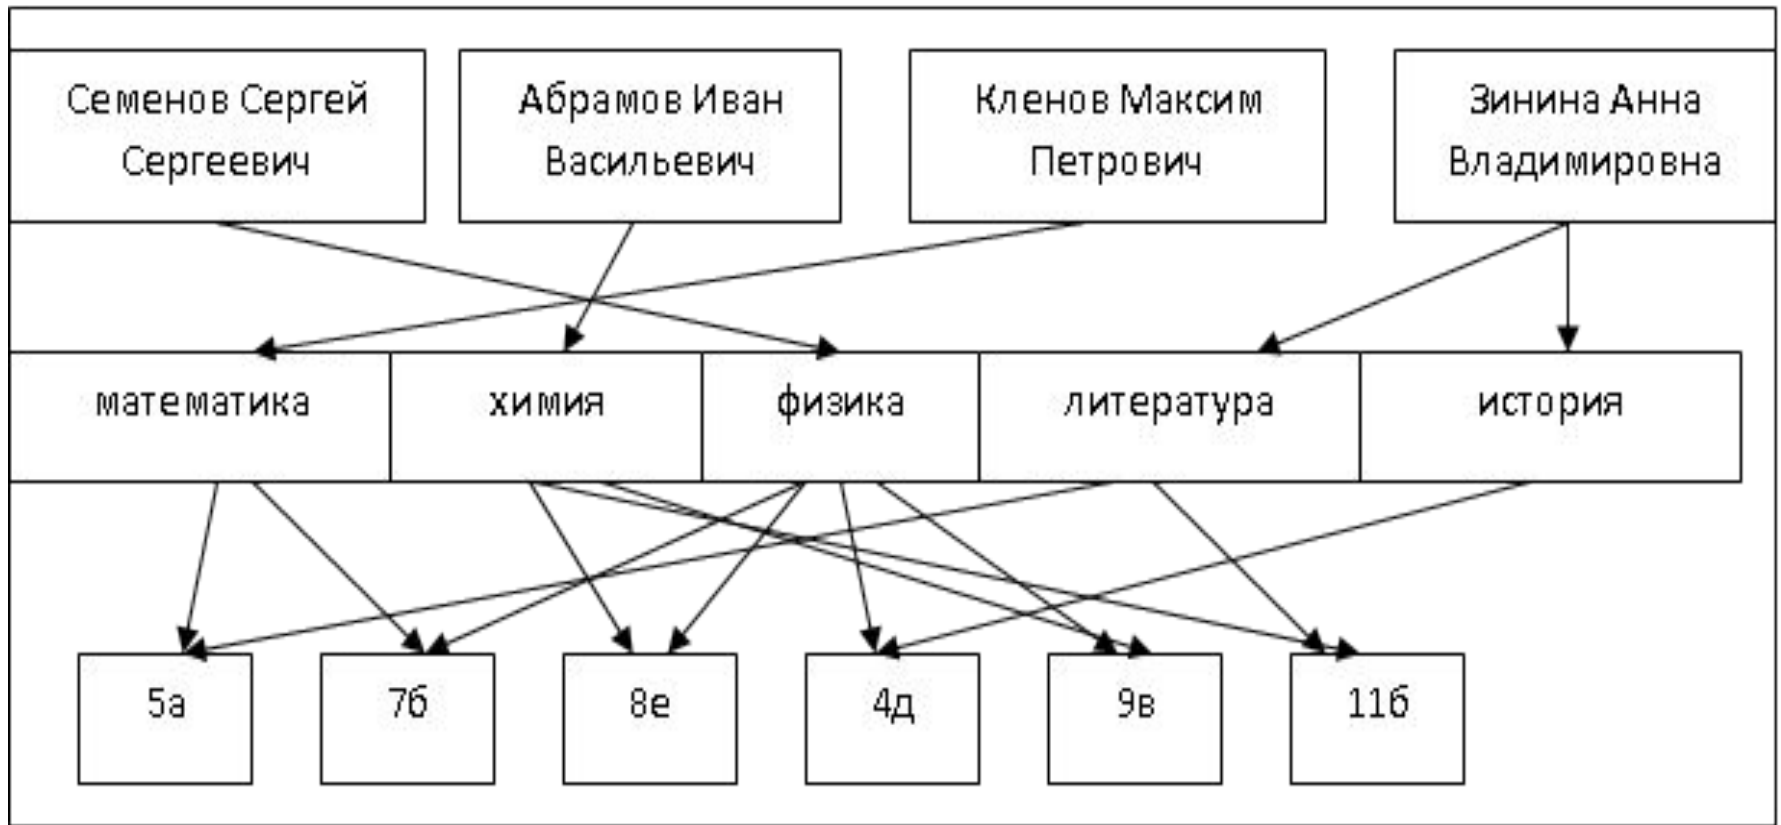 Семенов Сергей
Сергеевич
Абрамов Иван
Васильевич
Кленов Максим
Петрович
Зинина Анна
Владимировна
математика
химия
физика
литература
история
5а
7б
8е
4д
9в
11б